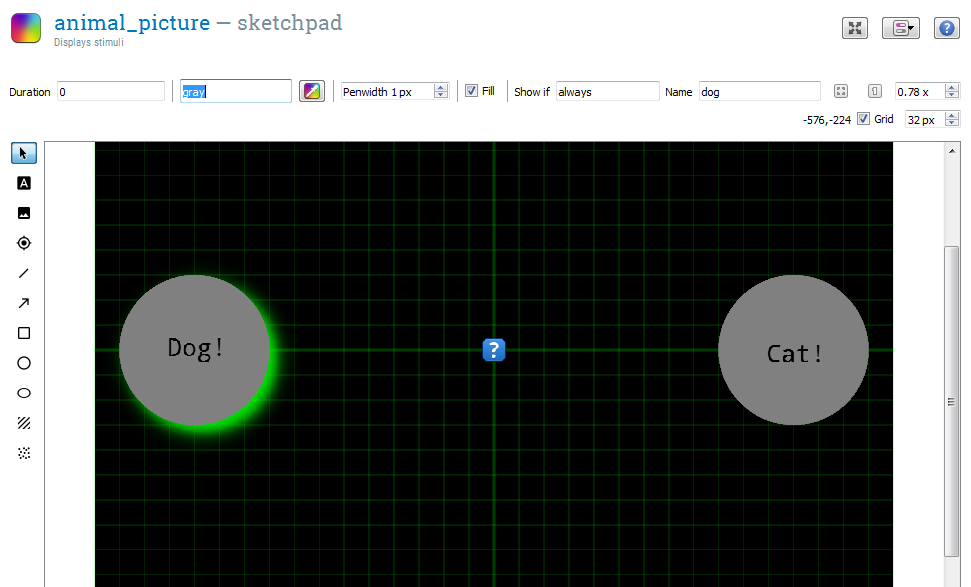 animal_picture — sketchpad
Displays stimuli
Duration 0 gray Penwidth 1 px Fill Show if always Name dog 0.78 x
-576,-224 Grid 32 px
A
Dog! ? Cat!